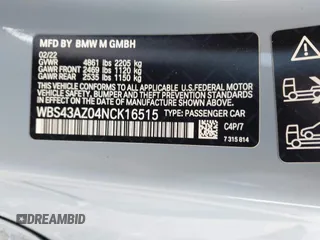 MFD BY BMW M GMBH
02/22
GVWR 4861 lbs 2205 kg
GAWR FRONT 2469 lbs 1120 kg
GAWR REAR 2535 lbs 1150 kg
THIS VEHICLE CONFORMS TO ALL APPLICABLE U.S. FEDERAL MOTOR
VEHICLE SAFETY, BUMPER, AND THEFT PREVENTION STANDARDS IN
EFFECT ON THE DATE OF MANUFACTURE SHOWN ABOVE.
WBS43AZ04NCK16515 TYPE: PASSENGER CAR
C4P/7
7 315 814
DREAMBID